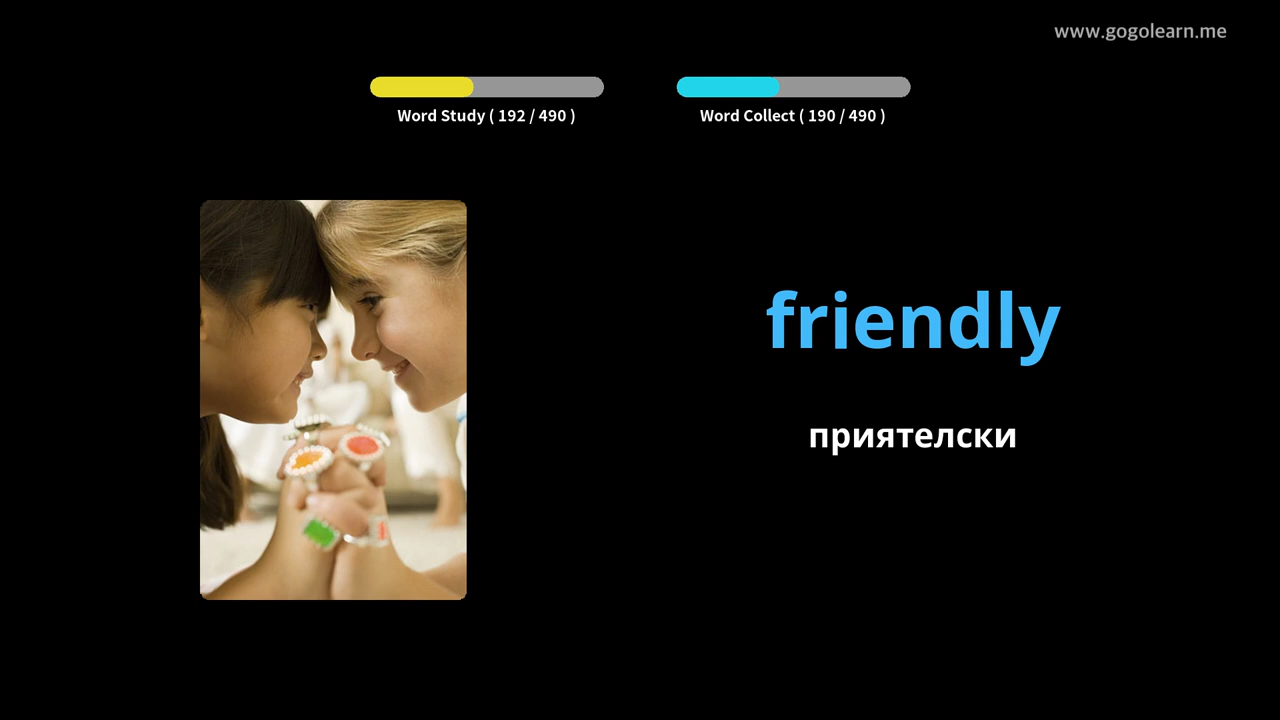 www.gogolearn.me
Word Study ( 192 / 490 )
Word Collect ( 190 / 490 )
friendly
приятелски